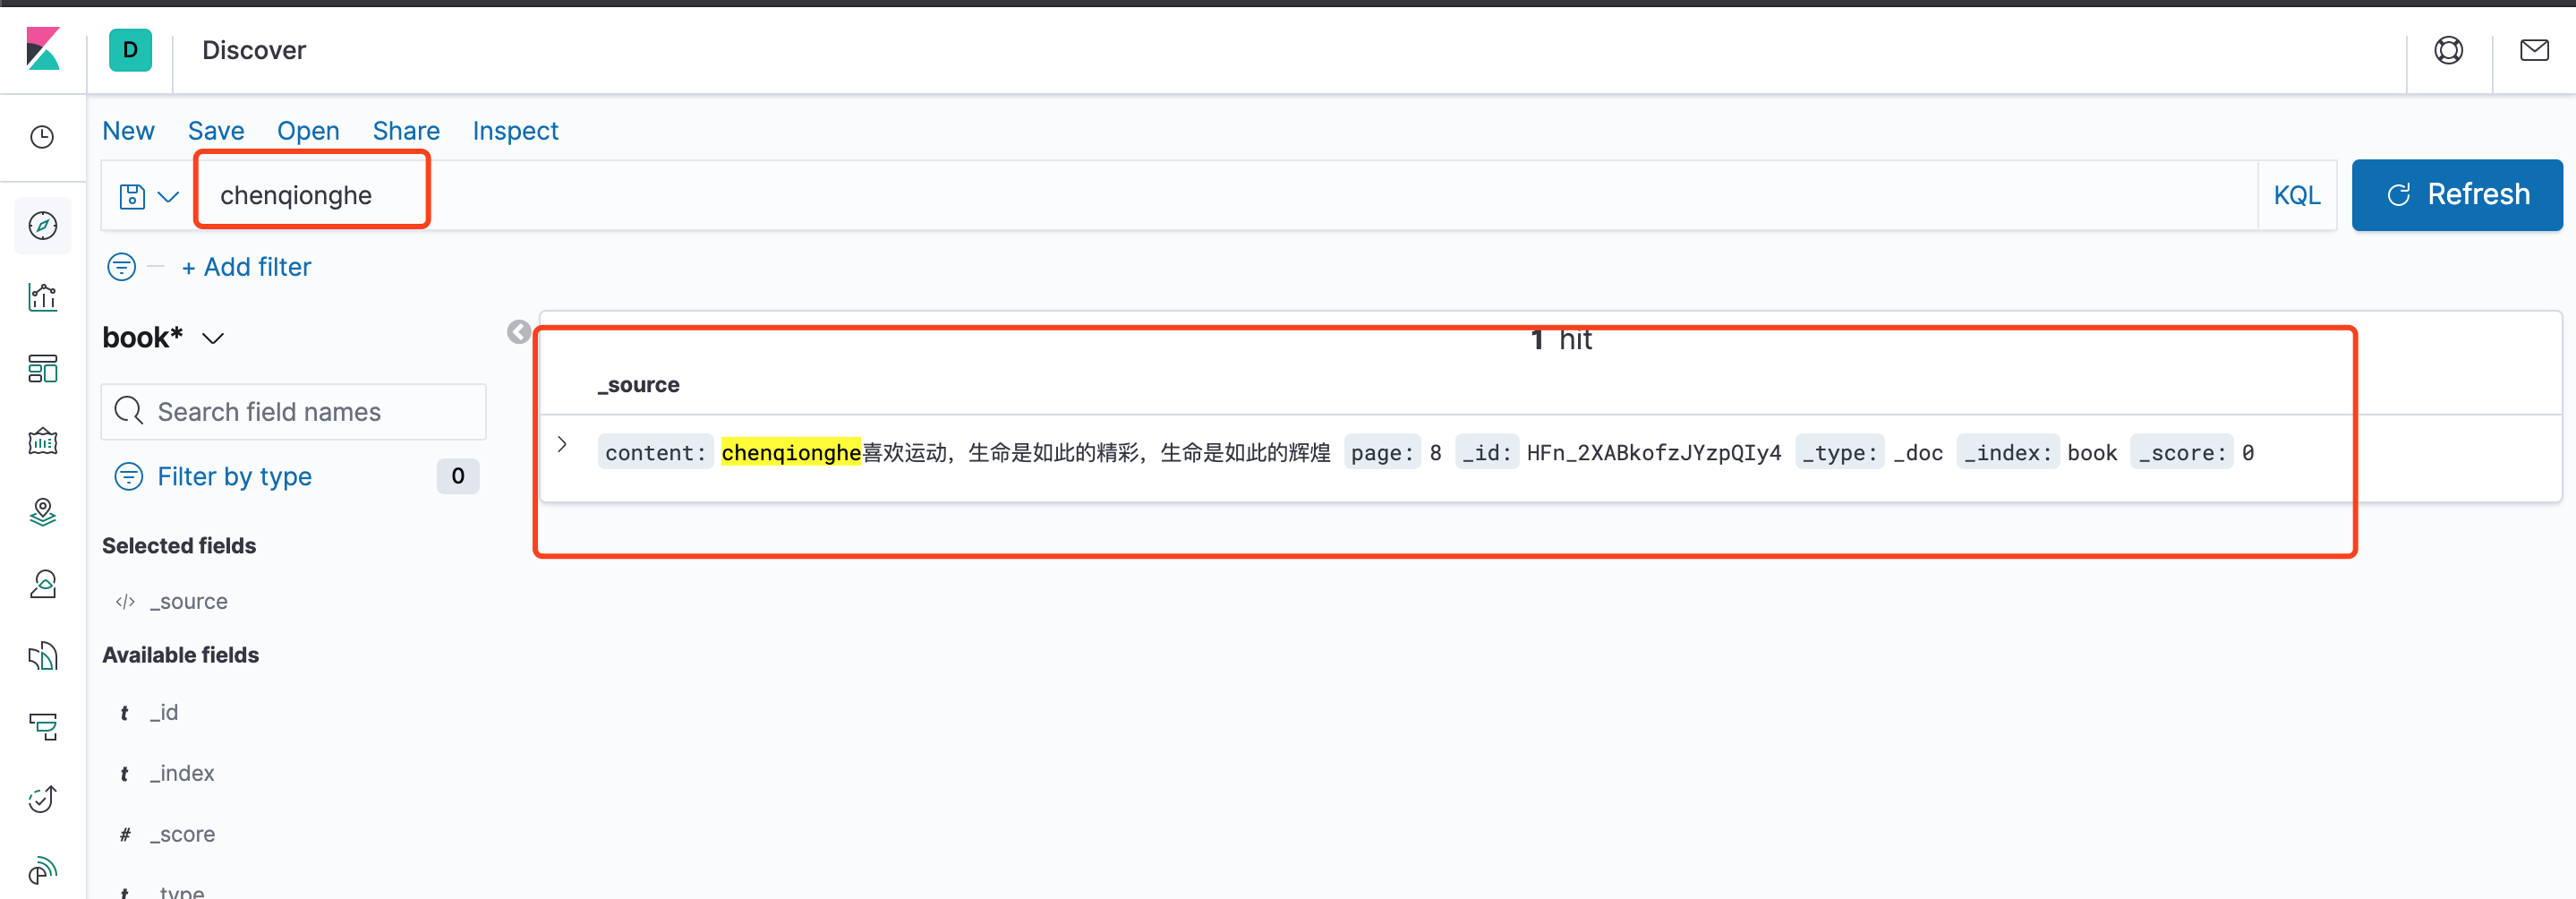 D Discover
New Save Open Share Inspect
chenqionghe KQL Refresh
+ Add filter
book*
1 hit
Search field names
_source
content: chenqionghe喜欢运动，生命是如此的精彩，生命是如此的辉煌 page: 8 _id: HFn_2XABkofzJYzpQIy4 _type: _doc _index: book _score: 0
Filter by type 0
Selected fields
</> _source
Available fields
t _id
t _index
# _score
t _type